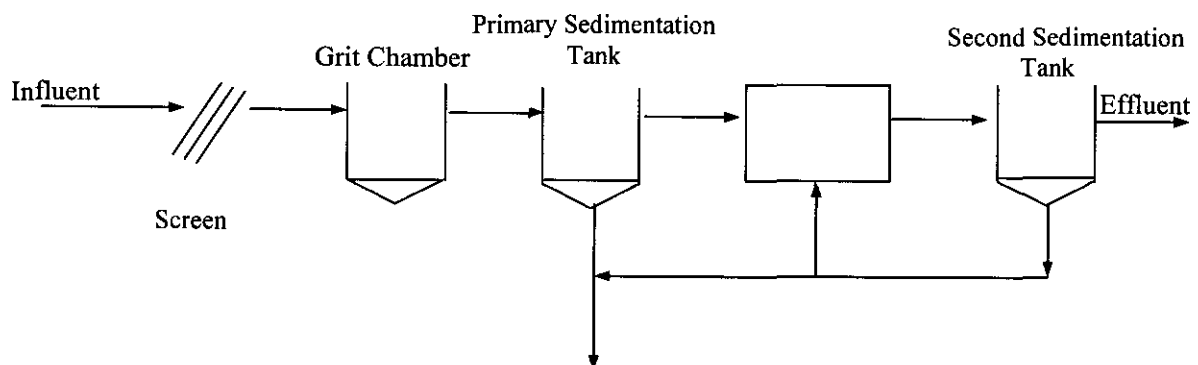 Primary Sedimentation
Tank
Second Sedimentation
Tank
Grit Chamber
Influent
Effluent
Screen